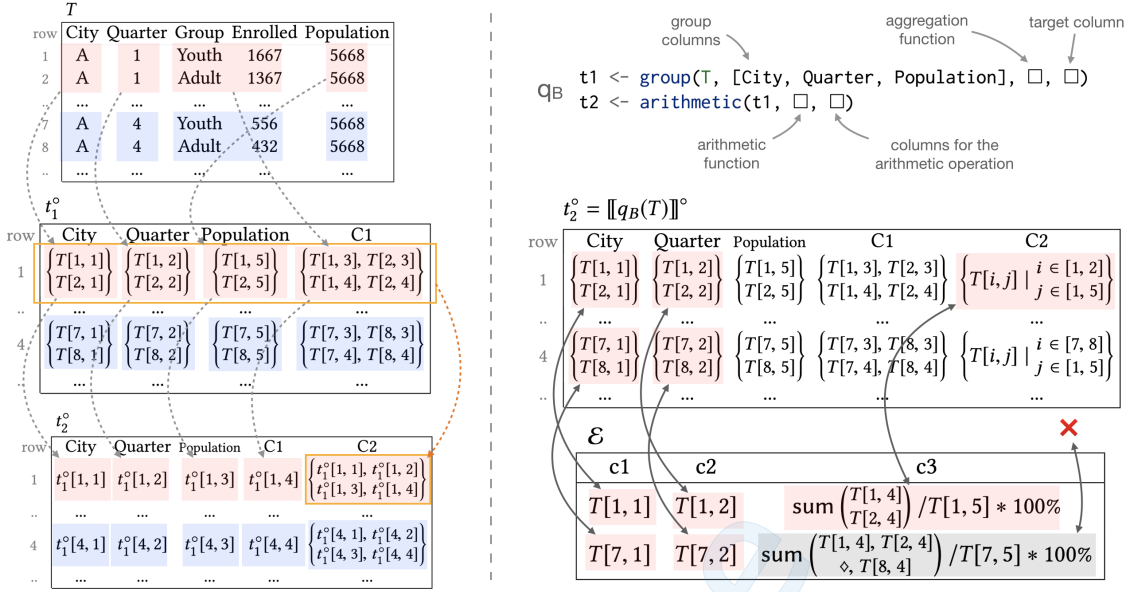 T
row City Quarter Group Enrolled Population
1 A 1 Youth 1667 5668
2 A 1 Adult 1367 5668
.. ... ... ... ... ...
7 A 4 Youth 556 5668
8 A 4 Adult 432 5668
.. ... ... ... ... ...
t₁°
row City Quarter Population C1
1 {T[1, 1] T[2, 1]} {T[1, 2] T[2, 2]} {T[1, 5] T[2, 5]} {T[1, 3], T[2, 3] T[1, 4], T[2, 4]}
.. ... ... ... ...
4 {T[7, 1] T[8, 1]} {T[7, 2] T[8, 2]} {T[7, 5] T[8, 5]} {T[7, 3], T[8, 3] T[7, 4], T[8, 4]}
.. ... ... ... ...
t₂°
row City Quarter Population C1 C2
1 t₁°[1, 1] t₁°[1, 2] t₁°[1, 3] t₁°[1, 4] {t₁°[1, 1], t₁°[1, 2] t₁°[1, 3], t₁°[1, 4]}
.. ... ... ... ... ...
4 t₁°[4, 1] t₁°[4, 2] t₁°[4, 3] t₁°[4, 4] {t₁°[4, 1], t₁°[4, 2] t₁°[4, 3], t₁°[4, 4]}
.. ... ... ... ... ...
group columns
aggregation function
target column
qB
t1 <- group(T, [City, Quarter, Population], □, □)
t2 <- arithmetic(t1, □, □)
arithmetic function
columns for the arithmetic operation
t₂° = ⟦qB(T)⟧°
row City Quarter Population C1 C2
1 {T[1, 1] T[2, 1]} {T[1, 2] T[2, 2]} {T[1, 5] T[2, 5]} {T[1, 3], T[2, 3] T[1, 4], T[2, 4]} {T[i, j] | i ∈ [1, 2] j ∈ [1, 5]}
.. ... ... ... ... ...
4 {T[7, 1] T[8, 1]} {T[7, 2] T[8, 2]} {T[7, 5] T[8, 5]} {T[7, 3], T[8, 3] T[7, 4], T[8, 4]} {T[i, j] | i ∈ [7, 8] j ∈ [1, 5]}
.. ... ... ... ... ...
ℰ
c1 c2 c3
T[1, 1] T[1, 2] sum (T[1, 4] T[2, 4]) /T[1, 5] * 100%
T[7, 1] T[7, 2] sum (T[1, 4], T[2, 4] ⋄, T[8, 4]) /T[7, 5] * 100%